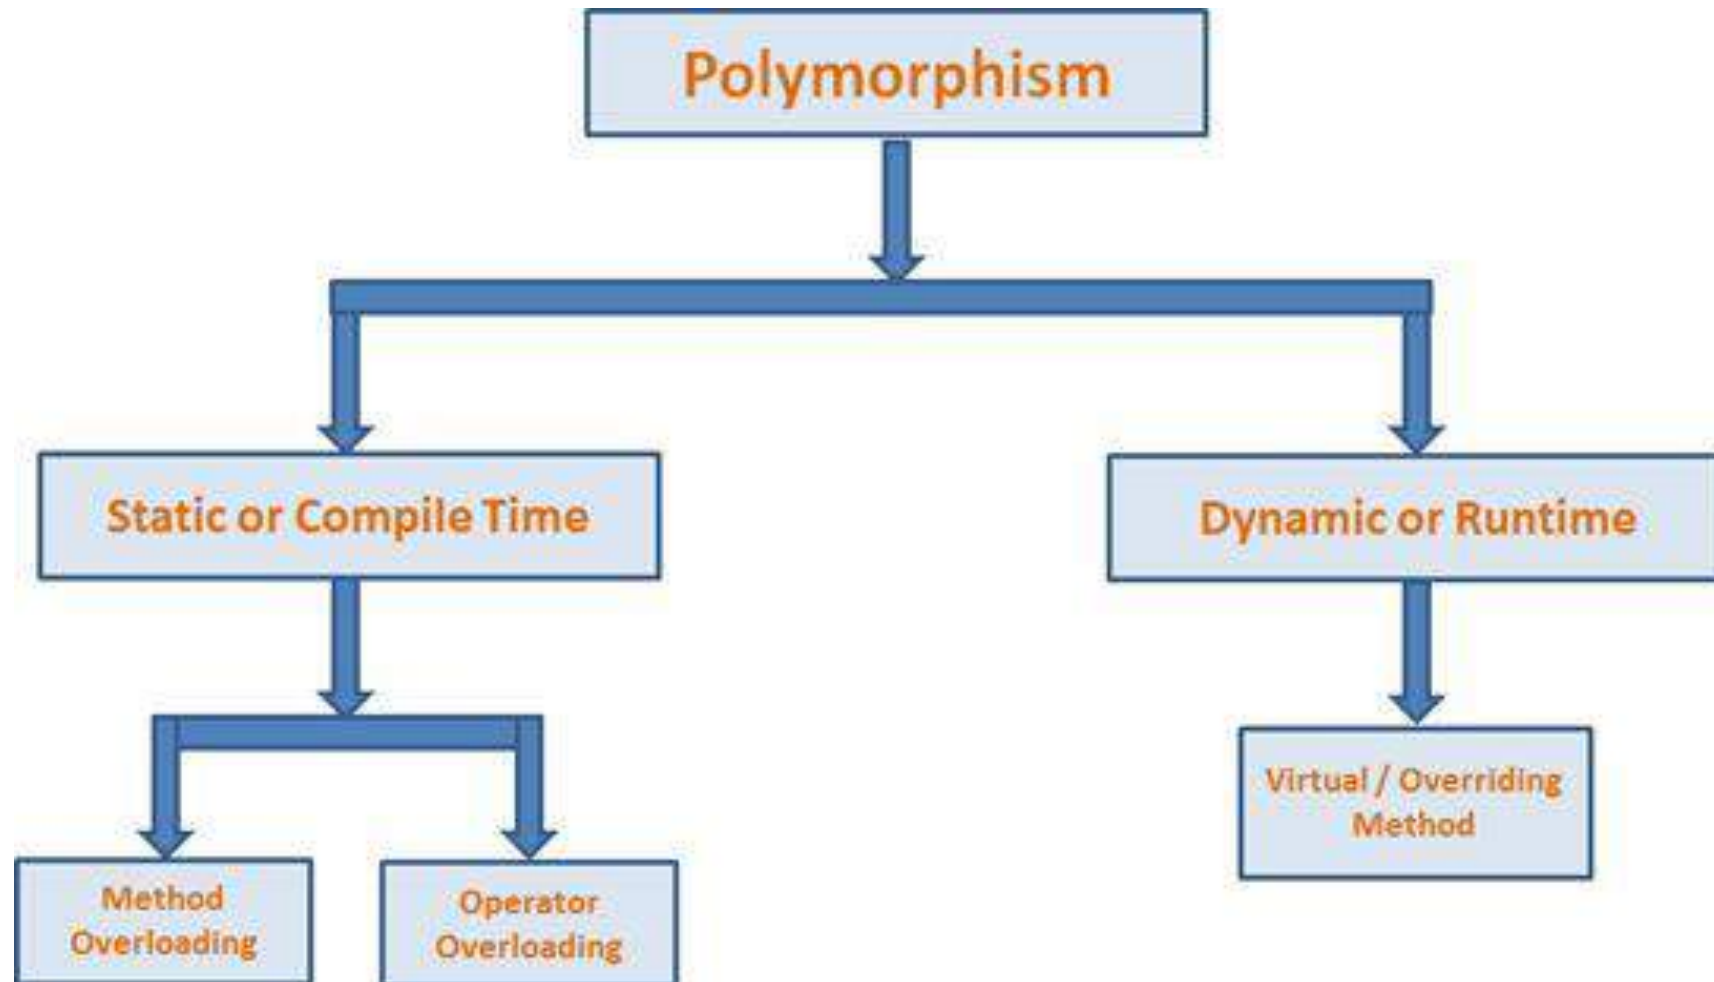 Polymorphism
Static or Compile Time
Dynamic or Runtime
Virtual / Overriding
Method
Method
Overloading
Operator
Overloading